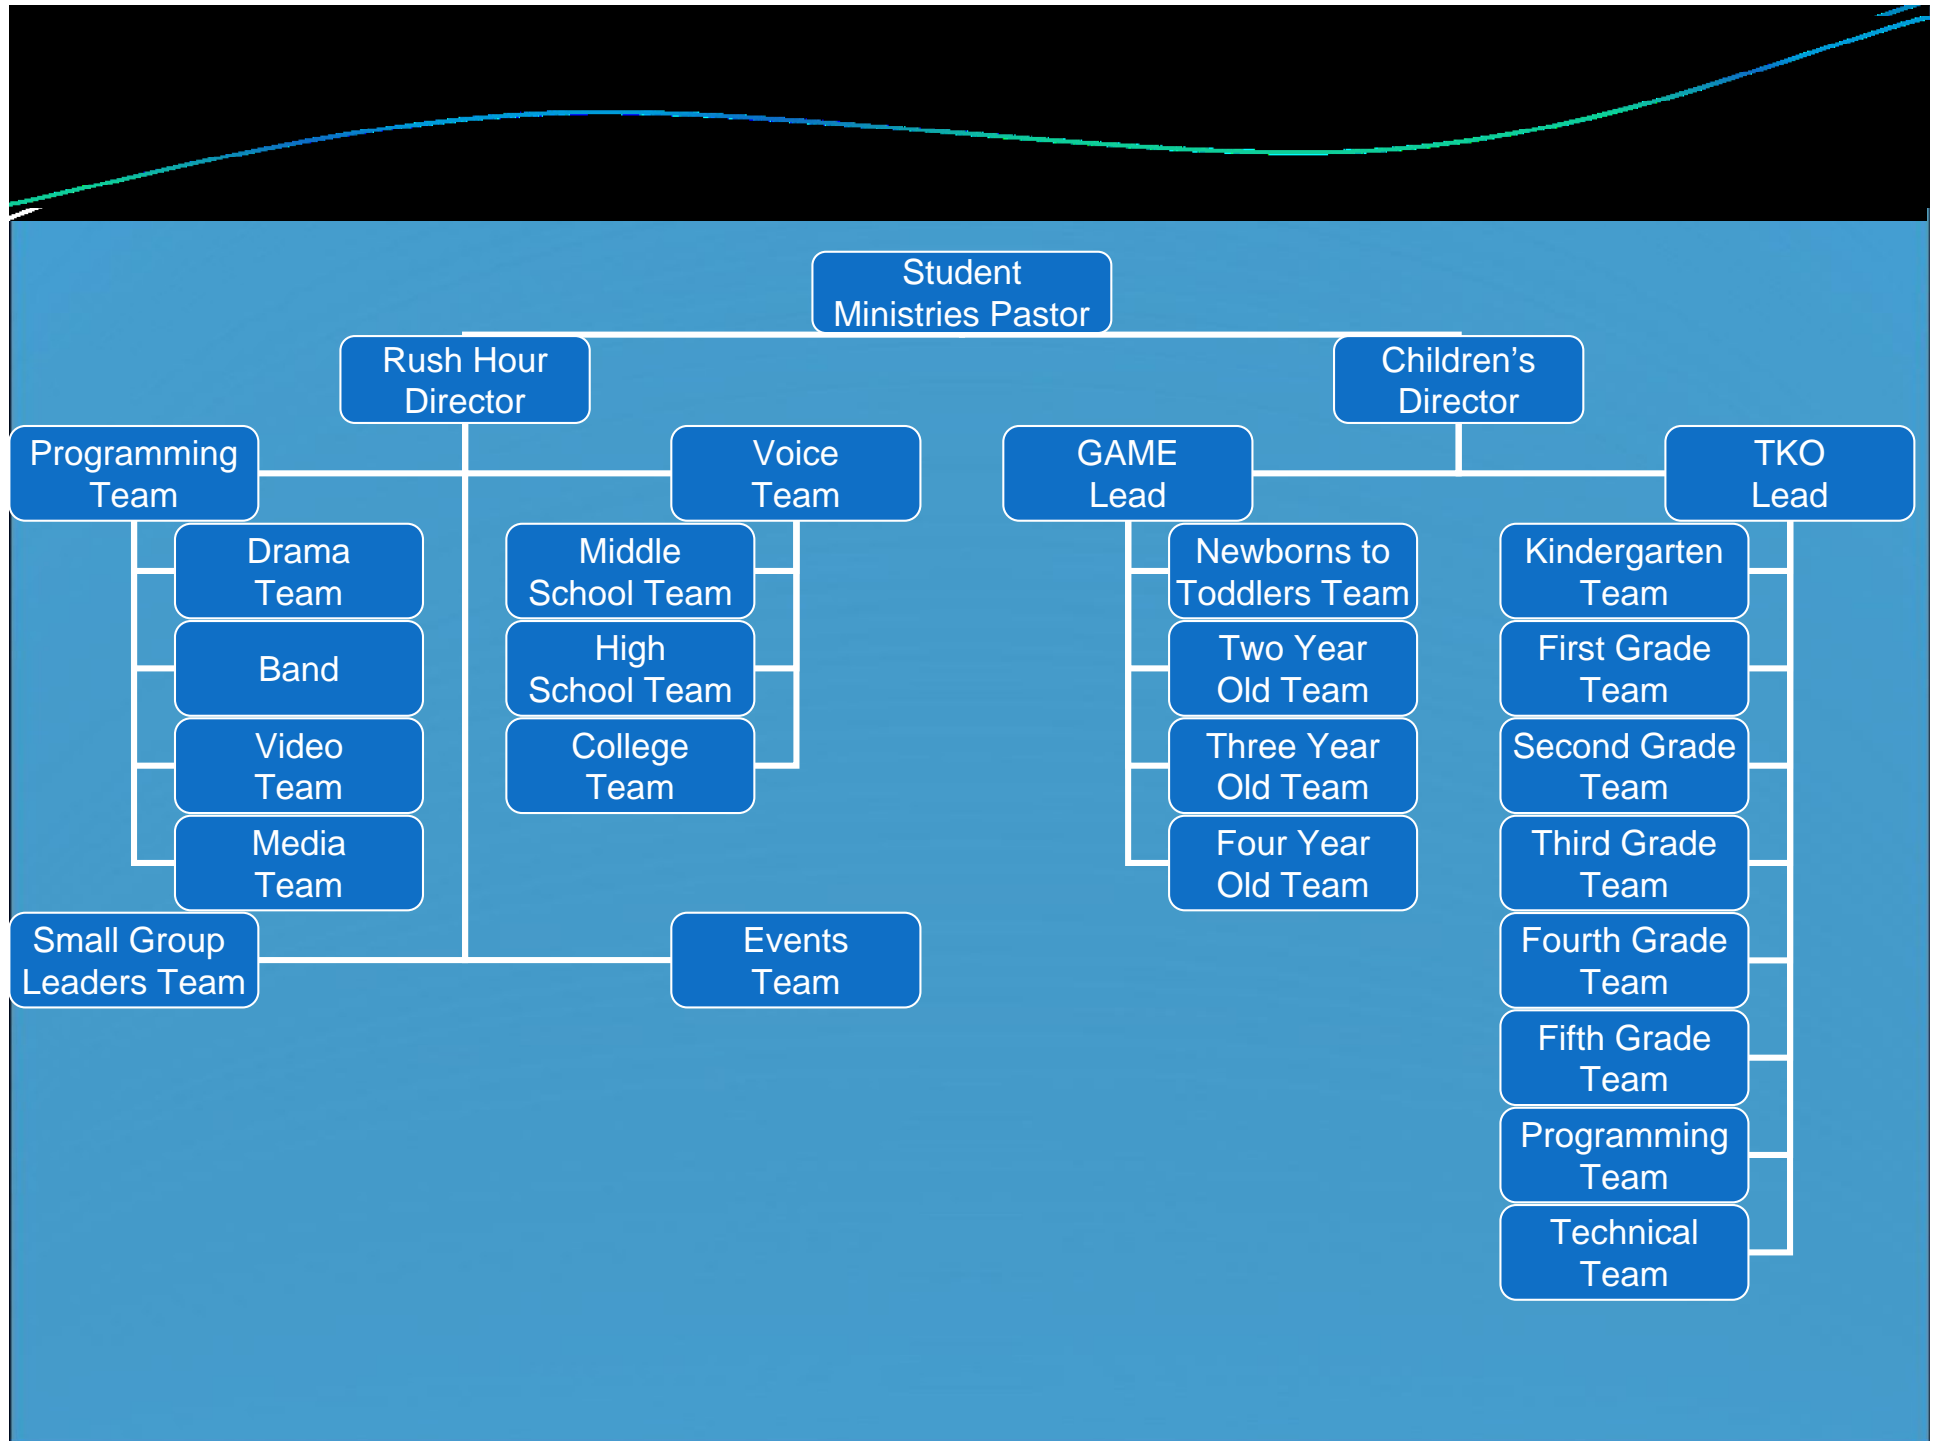 Student
Ministries Pastor
Rush Hour
Director
Children’s
Director
Programming
Team
Voice
Team
GAME
Lead
TKO
Lead
Drama
Team
Band
Video
Team
Media
Team
Middle
School Team
High
School Team
College
Team
Small Group
Leaders Team
Events
Team
Newborns to
Toddlers Team
Two Year
Old Team
Three Year
Old Team
Four Year
Old Team
Kindergarten
Team
First Grade
Team
Second Grade
Team
Third Grade
Team
Fourth Grade
Team
Fifth Grade
Team
Programming
Team
Technical
Team